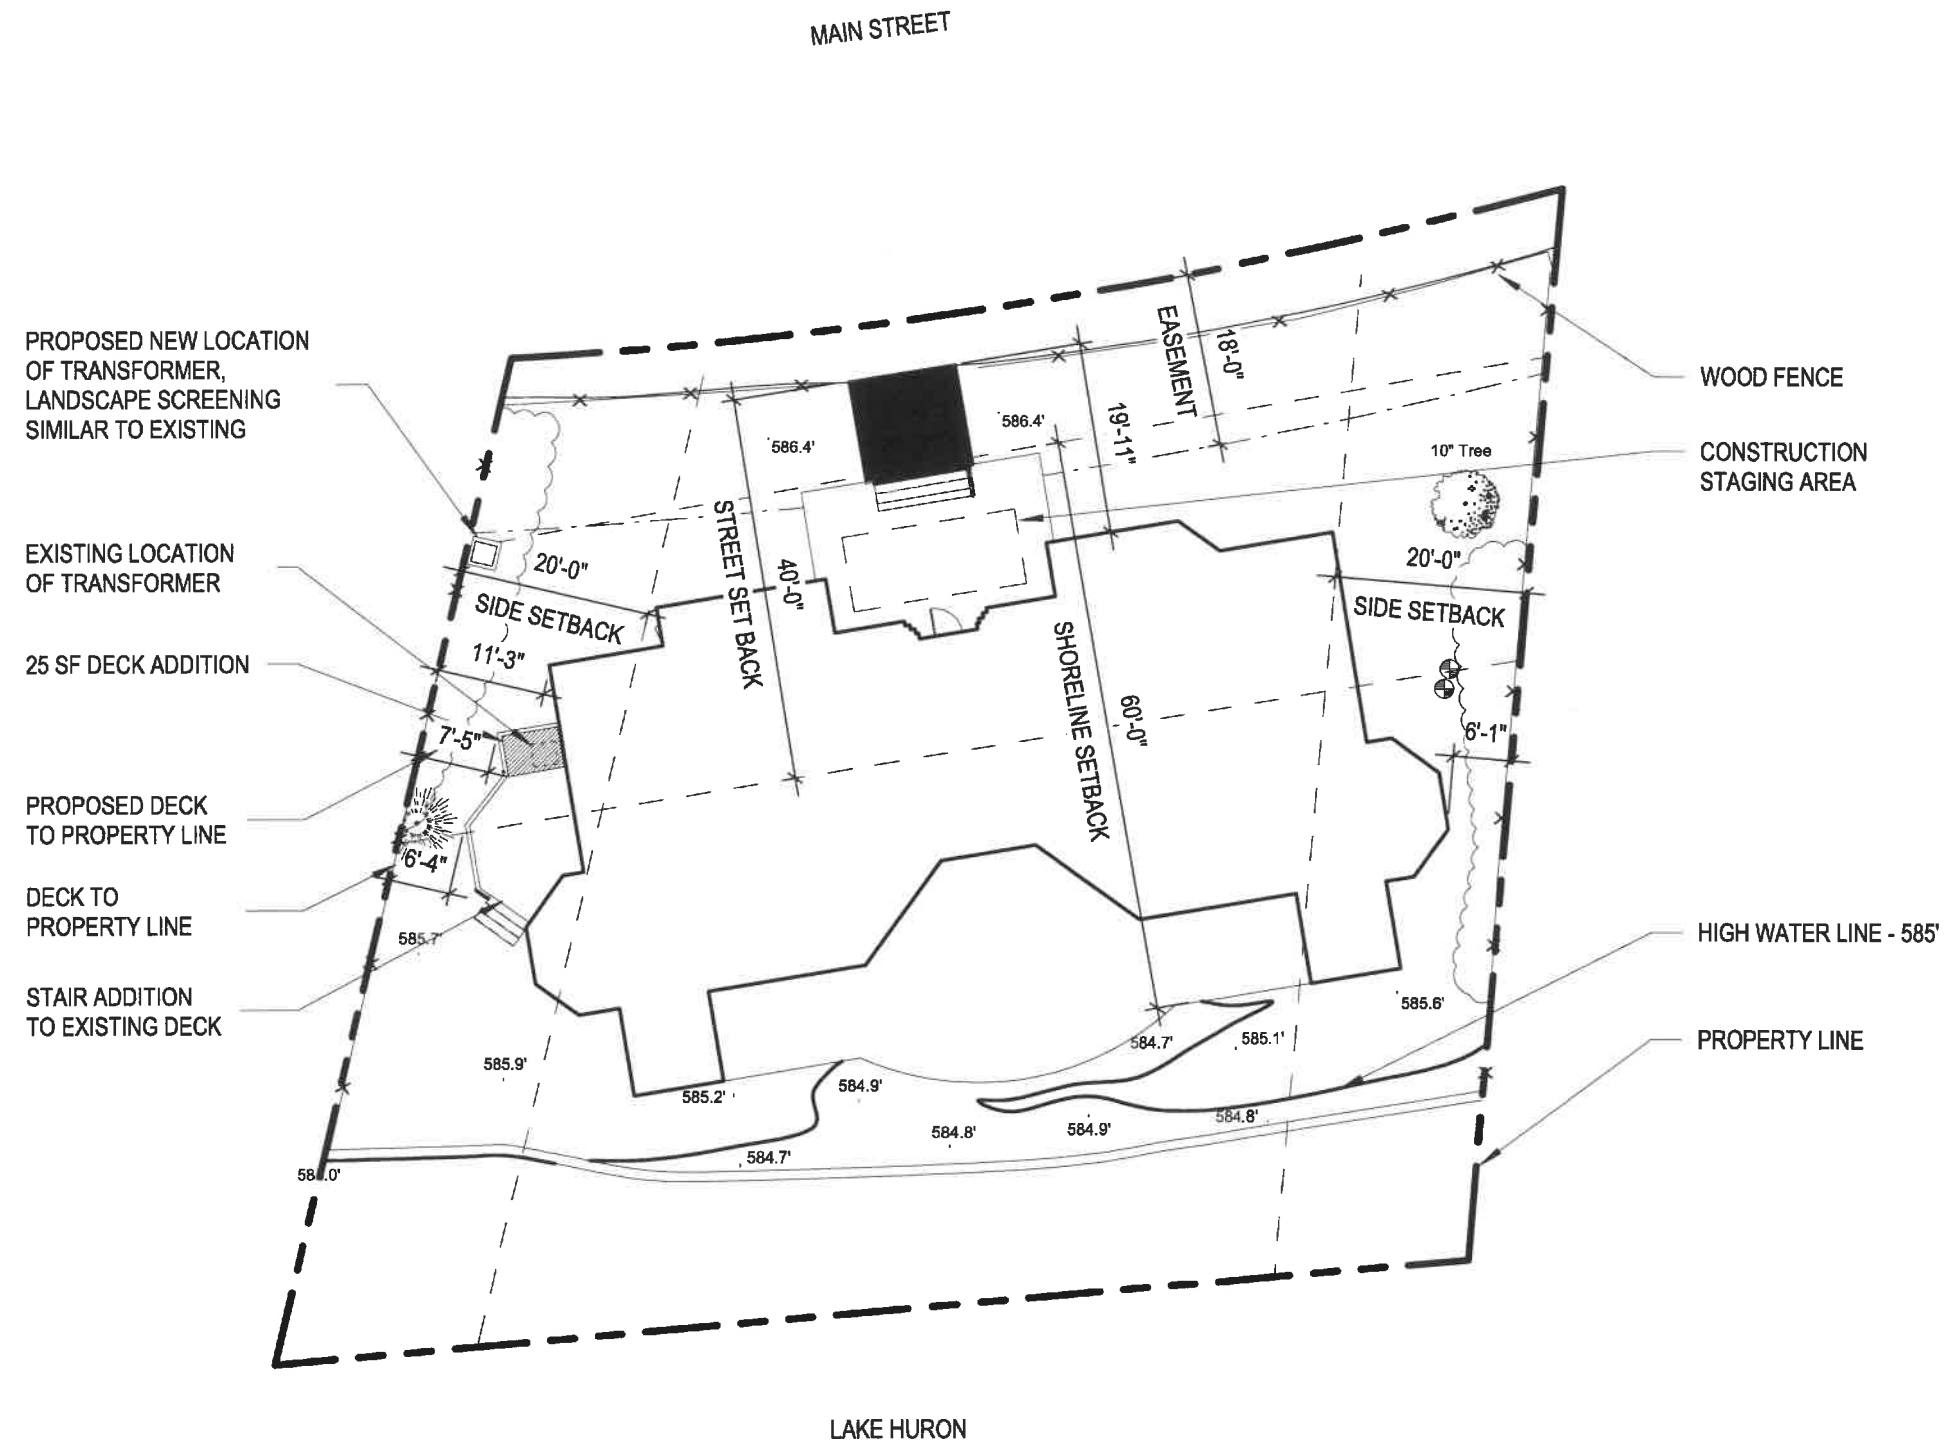 MAIN STREET
PROPOSED NEW LOCATION
OF TRANSFORMER,
LANDSCAPE SCREENING
SIMILAR TO EXISTING
EXISTING LOCATION
OF TRANSFORMER
25 SF DECK ADDITION
PROPOSED DECK
TO PROPERTY LINE
DECK TO
PROPERTY LINE
STAIR ADDITION
TO EXISTING DECK
20'-0"
SIDE SETBACK
11'-3"
7'-5"
6'-4"
585.7'
585.9'
586.4'
STREET SET BACK
40'-0"
586.4'
19'-11"
EASEMENT
18'-0"
SHORELINE SETBACK
60'-0"
10" Tree
20'-0"
SIDE SETBACK
6'-1"
585.6'
585.1'
584.7'
585.2'
584.9'
584.7'
584.8'
584.9'
584.8'
WOOD FENCE
CONSTRUCTION
STAGING AREA
HIGH WATER LINE - 585'
PROPERTY LINE
LAKE HURON